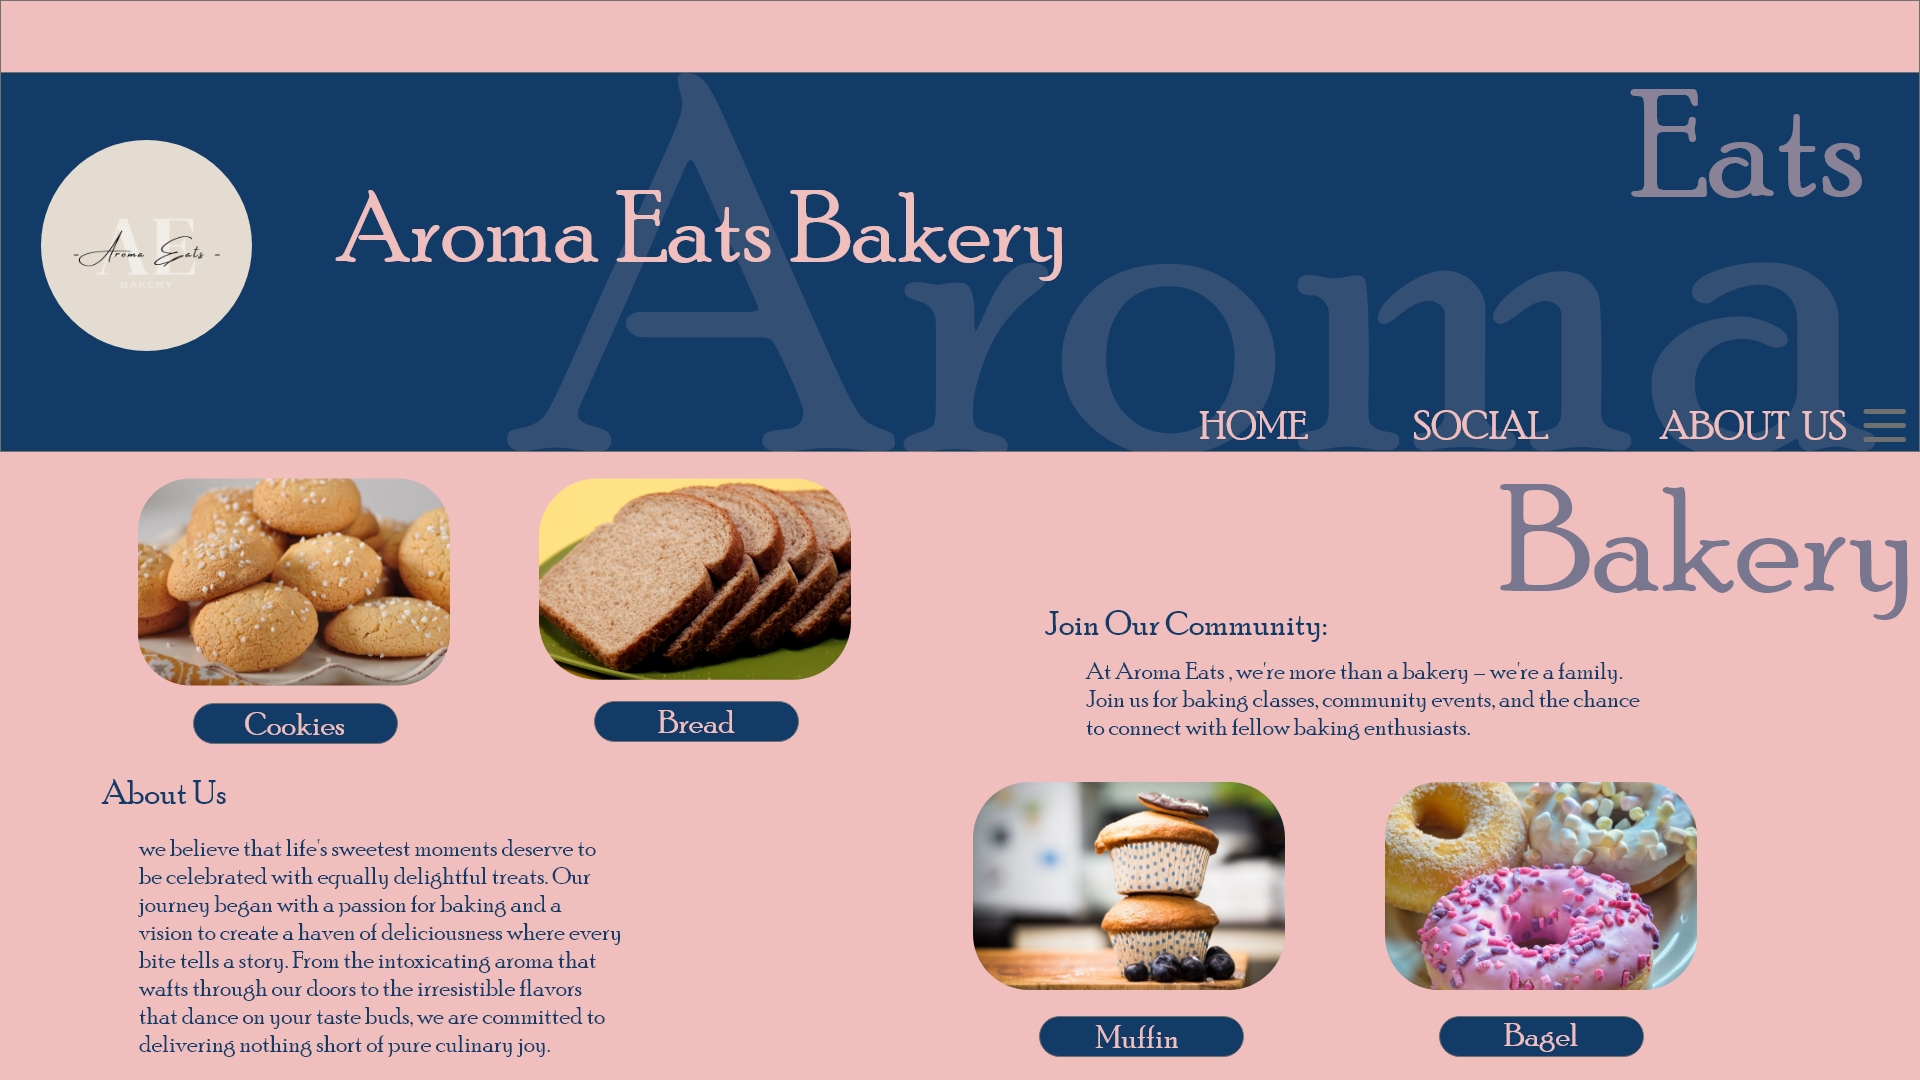 Eats
Aroma
AE
Aroma Eats
BAKERY
Aroma Eats Bakery
HOME
SOCIAL
ABOUT US
Bakery
Cookies
Bread
Join Our Community:
At Aroma Eats , we're more than a bakery – we're a family.
Join us for baking classes, community events, and the chance
to connect with fellow baking enthusiasts.
About Us
we believe that life's sweetest moments deserve to
be celebrated with equally delightful treats. Our
journey began with a passion for baking and a
vision to create a haven of deliciousness where every
bite tells a story. From the intoxicating aroma that
wafts through our doors to the irresistible flavors
that dance on your taste buds, we are committed to
delivering nothing short of pure culinary joy.
Muffin
Bagel